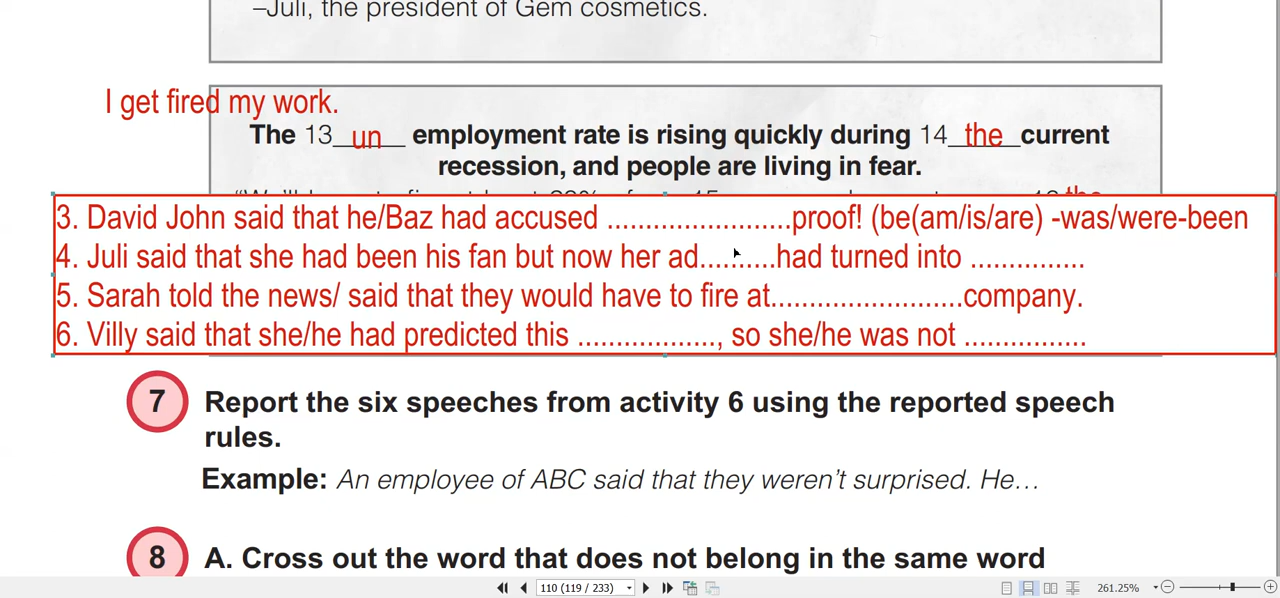 –Juli, the president of Gem cosmetics.
I get fired my work.
The 13__un__ employment rate is rising quickly during 14_the_current
recession, and people are living in fear.
3. David John said that he/Baz had accused ........................proof! (be(am/is/are) -was/were-been
4. Juli said that she had been his fan but now her ad..........had turned into ...............
5. Sarah told the news/ said that they would have to fire at.........................company.
6. Villy said that she/he had predicted this .................., so she/he was not ................
7 Report the six speeches from activity 6 using the reported speech
rules.
Example: An employee of ABC said that they weren't surprised. He…
8 A. Cross out the word that does not belong in the same word
110 (119 / 233)
261.25%